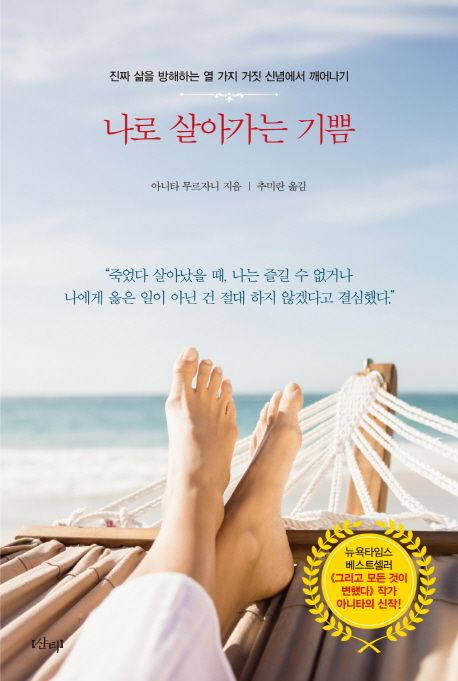 진짜 삶을 방해하는 열 가지 거짓 신념에서 깨어나기
나로 살아가는 기쁨
아니타 무르자니 지음 | 추미란 옮김
“죽었다 살아났을 때, 나는 즐길 수 없거나
나에게 옳은 일이 아닌 건 절대 하지 않겠다고 결심했다.”
뉴욕타임스
베스트셀러
《그리고 모든 것이
변했다》 작가
아니타의 신작!
【산티】